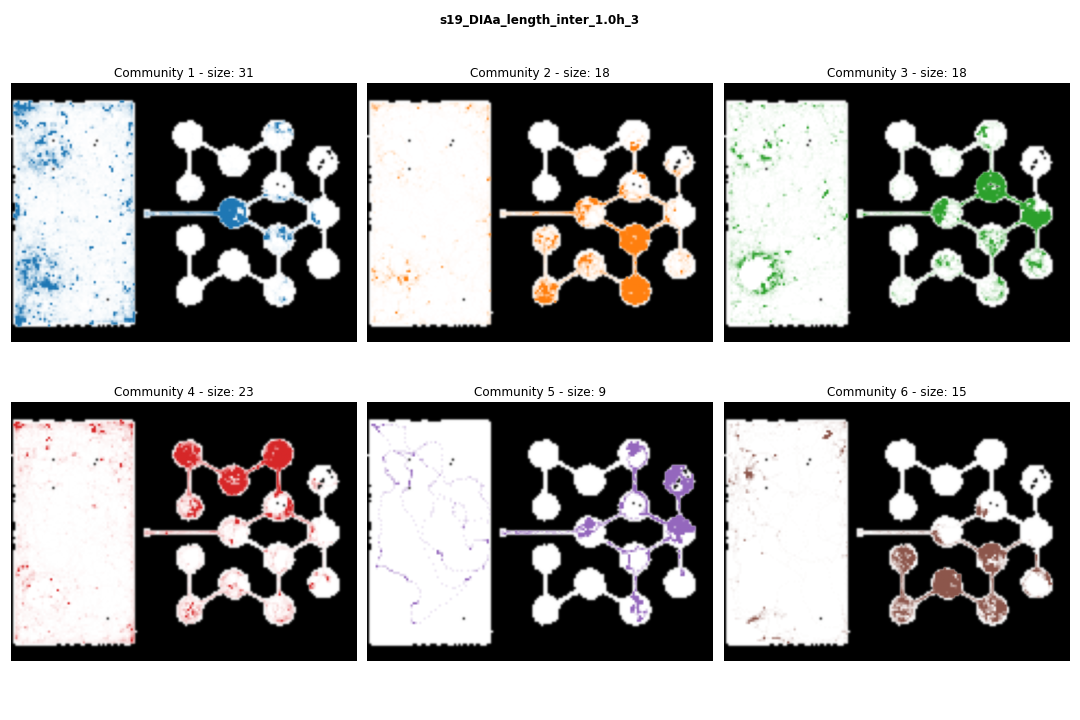 s19_DIAa_length_inter_1.0h_3
Community 1 - size: 31
Community 2 - size: 18
Community 3 - size: 18
Community 4 - size: 23
Community 5 - size: 9
Community 6 - size: 15